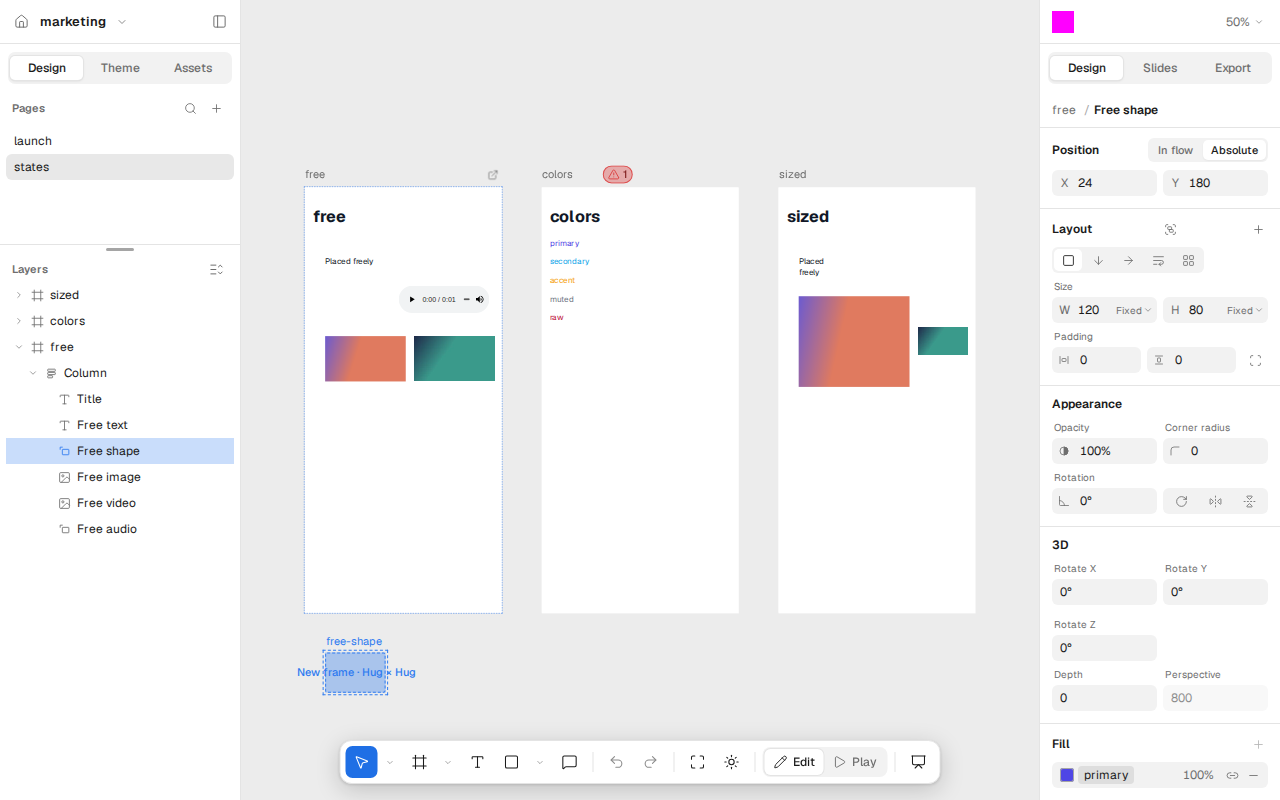 marketing
Design
Theme
Assets
Pages
launch
states
Layers
sized
colors
free
Column
Title
Free text
Free shape
Free image
Free video
Free audio
free
colors
1
sized
free
Placed freely
0:00 / 0:01
colors
primary
secondary
accent
muted
raw
sized
Placed
freely
free-shape
New frame · Hug × Hug
Edit
Play
50%
Design
Slides
Export
free / Free shape
Position
In flow
Absolute
X 24
Y 180
Layout
Size
W 120 Fixed
H 80 Fixed
Padding
0
0
Appearance
Opacity
Corner radius
100%
0
Rotation
0°
3D
Rotate X
Rotate Y
0°
0°
Rotate Z
0°
Depth
Perspective
0
800
Fill
primary
100%